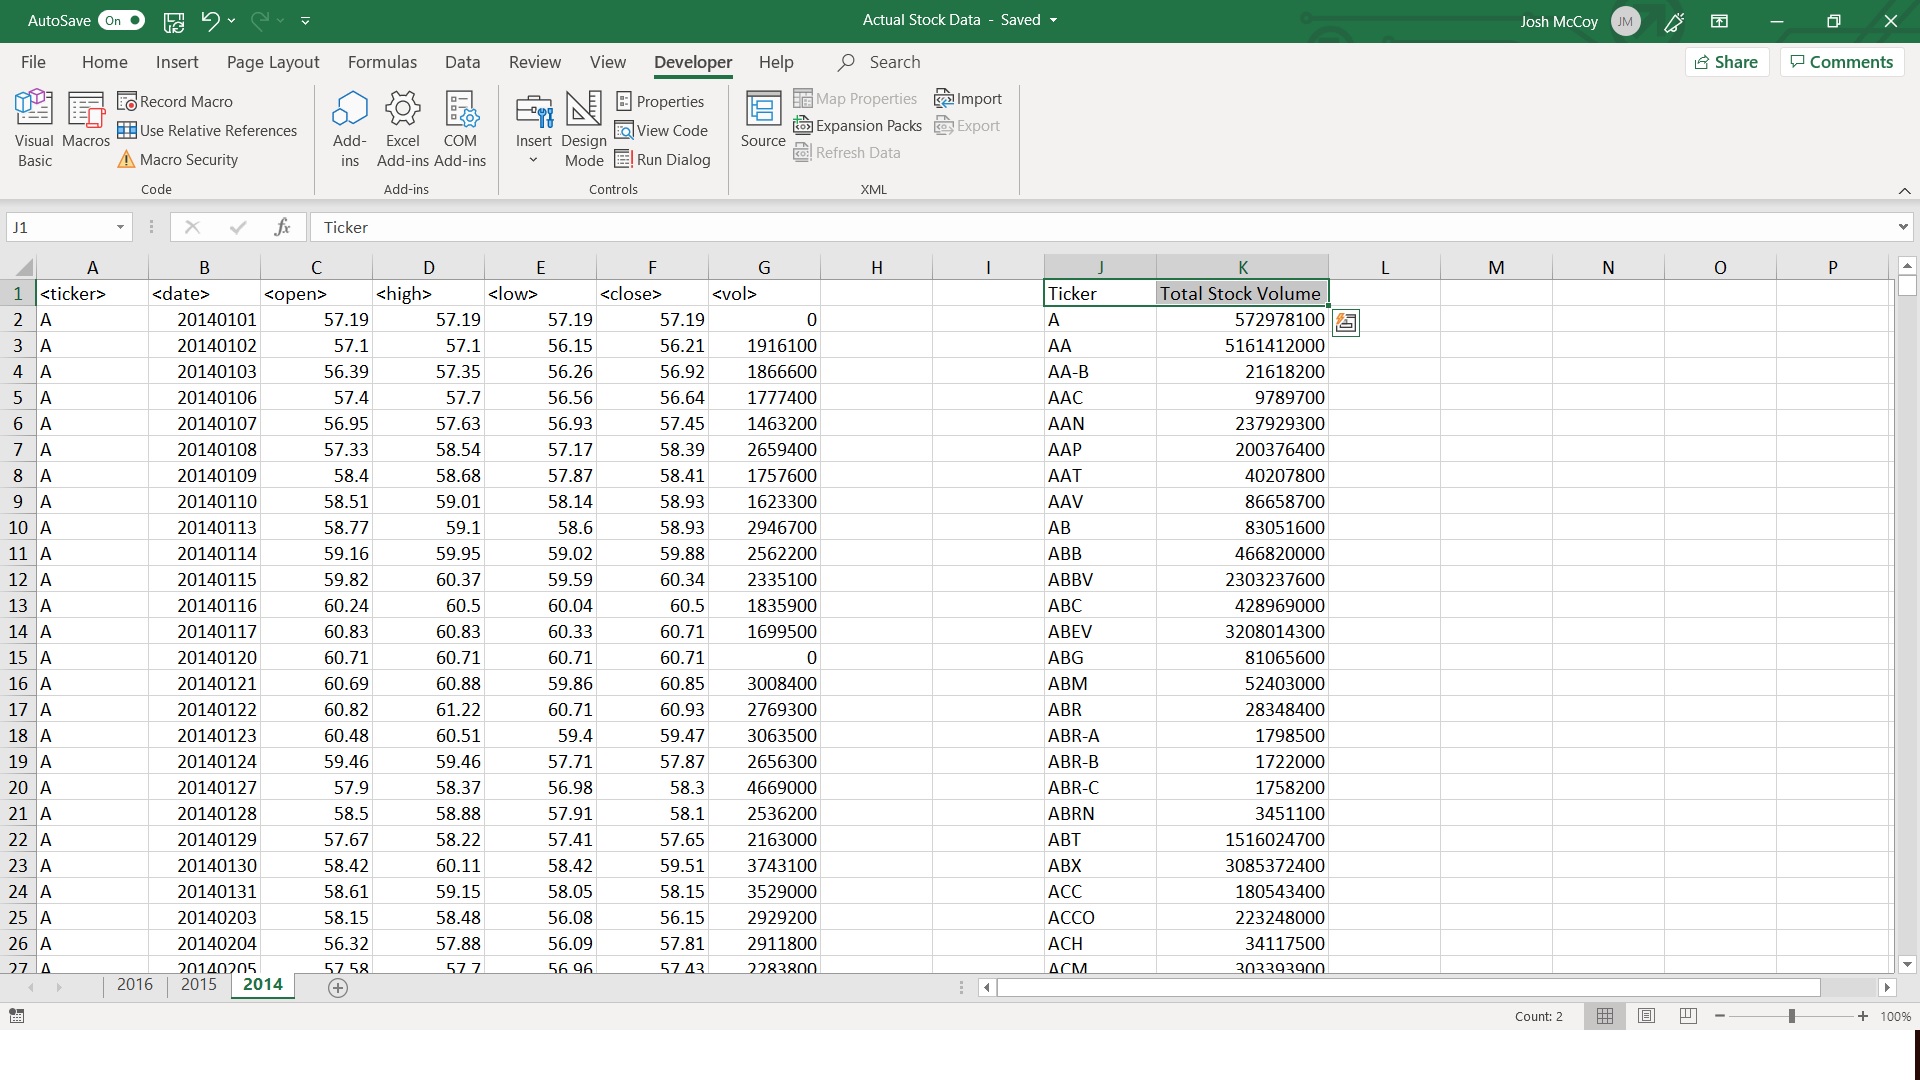 AutoSave On Actual Stock Data - Saved Josh McCoy JM
File Home Insert Page Layout Formulas Data Review View Developer Help Search Share Comments
Visual Basic Macros Record Macro Use Relative References Macro Security
Add-ins Excel Add-ins COM Add-ins
Insert Design Mode Properties View Code Run Dialog
Source Map Properties Expansion Packs Refresh Data Import Export
Code Add-ins Controls XML
J1 fx Ticker
A B C D E F G H I J K L M N O P
1 <ticker> <date> <open> <high> <low> <close> <vol> Ticker Total Stock Volume
2 A 20140101 57.19 57.19 57.19 57.19 0 A 572978100
3 A 20140102 57.1 57.1 56.15 56.21 1916100 AA 5161412000
4 A 20140103 56.39 57.35 56.26 56.92 1866600 AA-B 21618200
5 A 20140106 57.4 57.7 56.56 56.64 1777400 AAC 9789700
6 A 20140107 56.95 57.63 56.93 57.45 1463200 AAN 237929300
7 A 20140108 57.33 58.54 57.17 58.39 2659400 AAP 200376400
8 A 20140109 58.4 58.68 57.87 58.41 1757600 AAT 40207800
9 A 20140110 58.51 59.01 58.14 58.93 1623300 AAV 86658700
10 A 20140113 58.77 59.1 58.6 58.93 2946700 AB 83051600
11 A 20140114 59.16 59.95 59.02 59.88 2562200 ABB 466820000
12 A 20140115 59.82 60.37 59.59 60.34 2335100 ABBV 2303237600
13 A 20140116 60.24 60.5 60.04 60.5 1835900 ABC 428969000
14 A 20140117 60.83 60.83 60.33 60.71 1699500 ABEV 3208014300
15 A 20140120 60.71 60.71 60.71 60.71 0 ABG 81065600
16 A 20140121 60.69 60.88 59.86 60.85 3008400 ABM 52403000
17 A 20140122 60.82 61.22 60.71 60.93 2769300 ABR 28348400
18 A 20140123 60.48 60.51 59.4 59.47 3063500 ABR-A 1798500
19 A 20140124 59.46 59.46 57.71 57.87 2656300 ABR-B 1722000
20 A 20140127 57.9 58.37 56.98 58.3 4669000 ABR-C 1758200
21 A 20140128 58.5 58.88 57.91 58.1 2536200 ABRN 3451100
22 A 20140129 57.67 58.22 57.41 57.65 2163000 ABT 1516024700
23 A 20140130 58.42 60.11 58.42 59.51 3743100 ABX 3085372400
24 A 20140131 58.61 59.15 58.05 58.15 3529000 ACC 180543400
25 A 20140203 58.15 58.48 56.08 56.15 2929200 ACCO 223248000
26 A 20140204 56.32 57.88 56.09 57.81 2911800 ACH 34117500
27 A 20140205 57.58 57.7 56.96 57.43 2283800 ACM 303393900
2016 2015 2014
Count: 2 100%